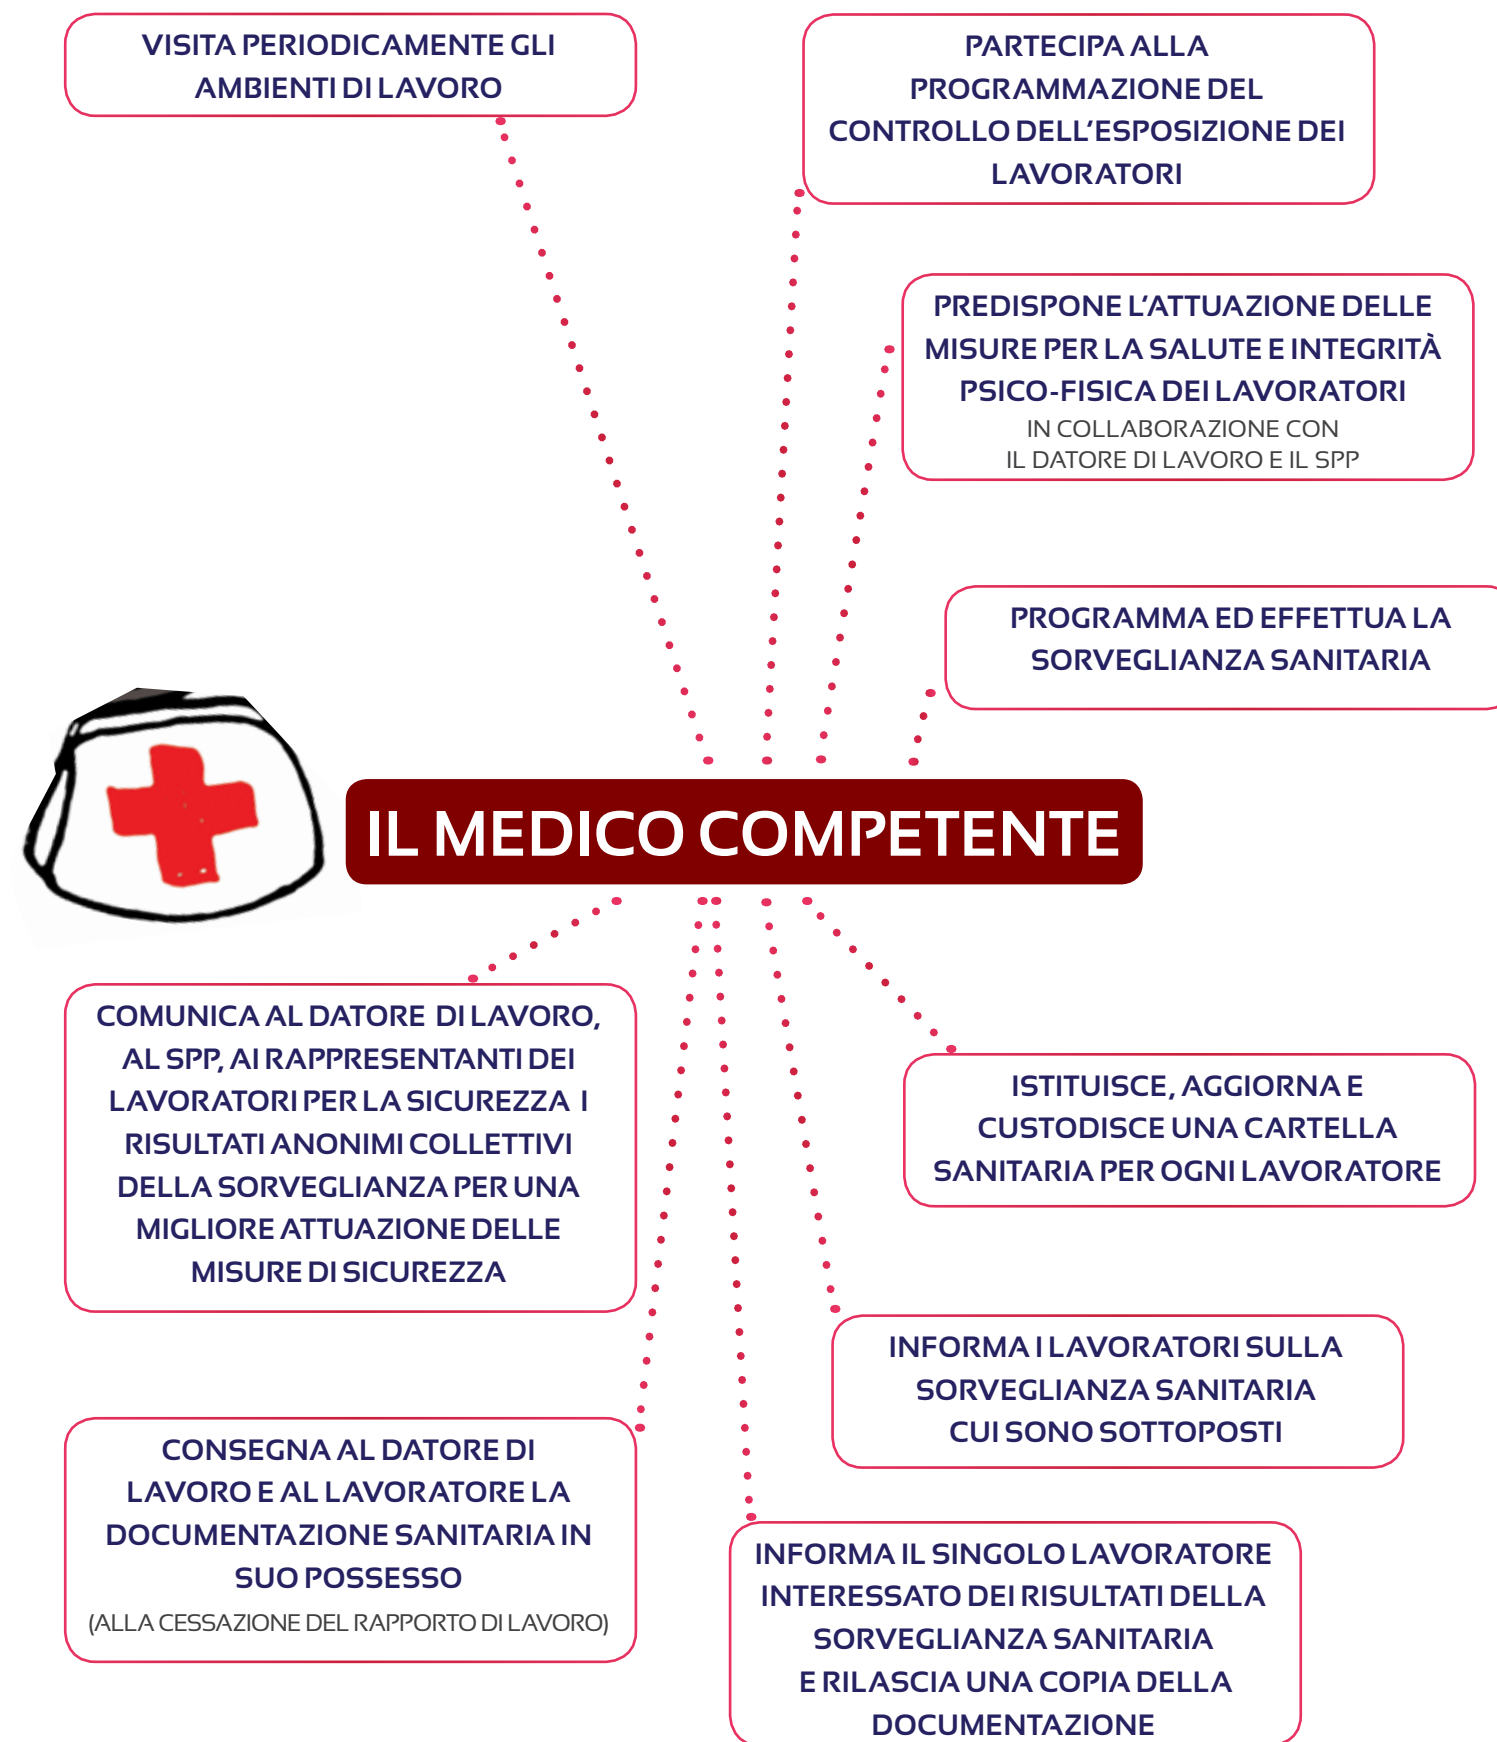 VISITA PERIODICAMENTE GLI
AMBIENTI DI LAVORO
PARTECIPA ALLA
PROGRAMMAZIONE DEL
CONTROLLO DELL'ESPOSIZIONE DEI
LAVORATORI
PREDISPONE L'ATTUAZIONE DELLE
MISURE PER LA SALUTE E INTEGRITÀ
PSICO-FISICA DEI LAVORATORI
IN COLLABORAZIONE CON
IL DATORE DI LAVORO E IL SPP
PROGRAMMA ED EFFETTUA LA
SORVEGLIANZA SANITARIA
IL MEDICO COMPETENTE
COMUNICA AL DATORE DI LAVORO,
AL SPP, AI RAPPRESENTANTI DEI
LAVORATORI PER LA SICUREZZA I
RISULTATI ANONIMI COLLETTIVI
DELLA SORVEGLIANZA PER UNA
MIGLIORE ATTUAZIONE DELLE
MISURE DI SICUREZZA
ISTITUISCE, AGGIORNA E
CUSTODISCE UNA CARTELLA
SANITARIA PER OGNI LAVORATORE
INFORMA I LAVORATORI SULLA
SORVEGLIANZA SANITARIA
CUI SONO SOTTOPOSTI
CONSEGNA AL DATORE DI
LAVORO E AL LAVORATORE LA
DOCUMENTAZIONE SANITARIA IN
SUO POSSESSO
(ALLA CESSAZIONE DEL RAPPORTO DI LAVORO)
INFORMA IL SINGOLO LAVORATORE
INTERESSATO DEI RISULTATI DELLA
SORVEGLIANZA SANITARIA
E RILASCIA UNA COPIA DELLA
DOCUMENTAZIONE